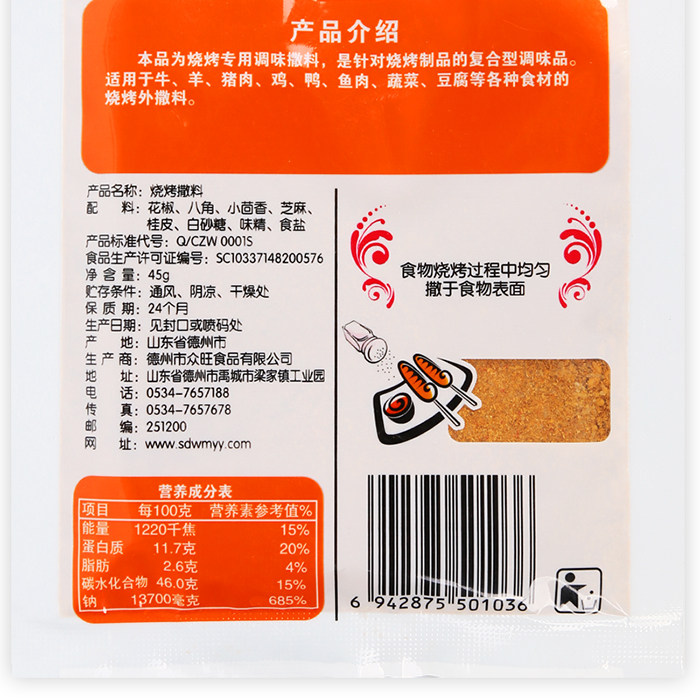 产品介绍
本品为烧烤专用调味撒料，是针对烧烤制品的复合型调味品。
适用于牛、羊、猪肉、鸡、鸭、鱼肉、蔬菜、豆腐等各种食材的
烧烤外撒料。
产品名称：烧烤撒料
配 料：花椒、八角、小茴香、芝麻、
桂皮、白砂糖、味精、食盐
产品标准代号：Q/CZW 0001S
食品生产许可证编号：SC10337148200576
净 含 量：45g
贮存条件：通风、阴凉、干燥处
保 质 期：24个月
生产日期：见封口或喷码处
产 地：山东省德州市
生 产 商：德州市众旺食品有限公司
地 址：山东省德州市禹城市梁家镇工业园
电 话：0534-7657188
传 真：0534-7657678
邮 编：251200
网 址：www.sdwmyy.com
食物烧烤过程中均匀
撒于食物表面
营养成分表
项目 每100克 营养素参考值%
能量 1220千焦 15%
蛋白质 11.7克 20%
脂肪 2.6克 4%
碳水化合物 46.0克 15%
钠 13700毫克 685%
6 942875 501036